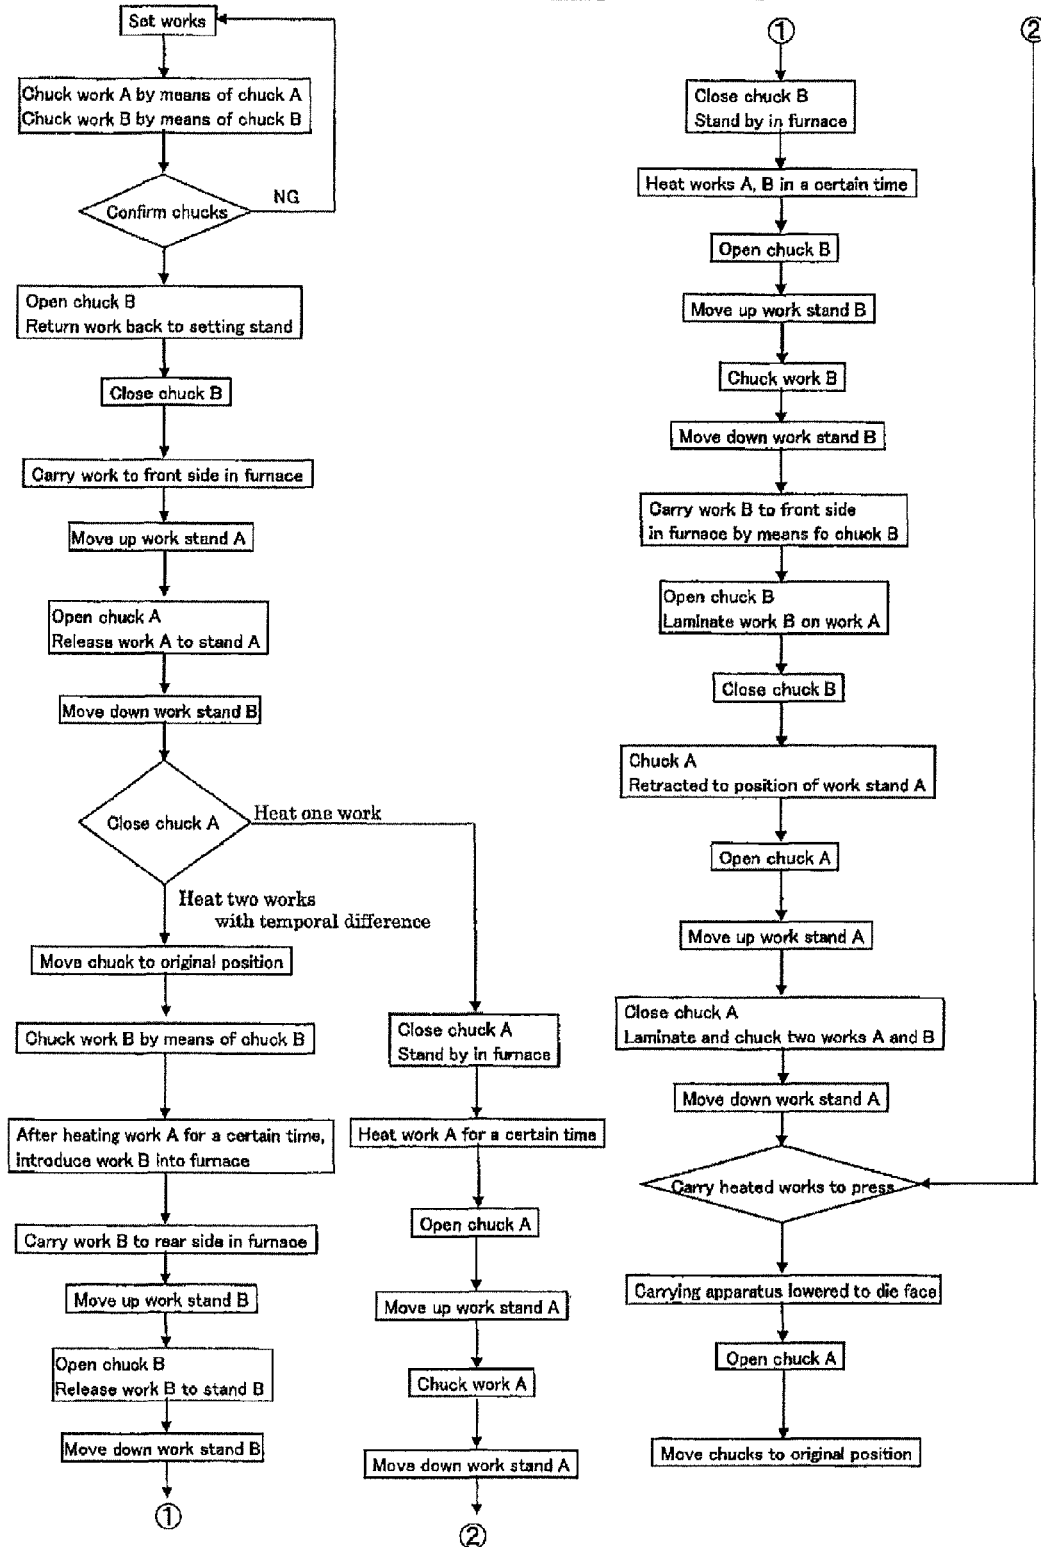 Set works
Chuck work A by means of chuck A
Chuck work B by means of chuck B
Confirm chucks
NG
Open chuck B
Return work back to setting stand
Close chuck B
Carry work to front side in furnace
Move up work stand A
Open chuck A
Release work A to stand A
Move down work stand B
Close chuck A
Heat one work
Heat two works
with temporal difference
Move chuck to original position
Chuck work B by means of chuck B
After heating work A for a certain time,
introduce work B into furnace
Carry work B to rear side in furnace
Move up work stand B
Open chuck B
Release work B to stand B
Move down work stand B
①
Close chuck A
Stand by in furnace
Heat work A for a certain time
Open chuck A
Move up work stand A
Chuck work A
Move down work stand A
②
①
Close chuck B
Stand by in furnace
Heat works A, B in a certain time
Open chuck B
Move up work stand B
Chuck work B
Move down work stand B
Carry work B to front side
in furnace by means fo chuck B
Open chuck B
Laminate work B on work A
Close chuck B
Chuck A
Retracted to position of work stand A
Open chuck A
Move up work stand A
Close chuck A
Laminate and chuck two works A and B
Move down work stand A
Carry heated works to press
Carrying apparatus lowered to die face
Open chuck A
Move chucks to original position
②